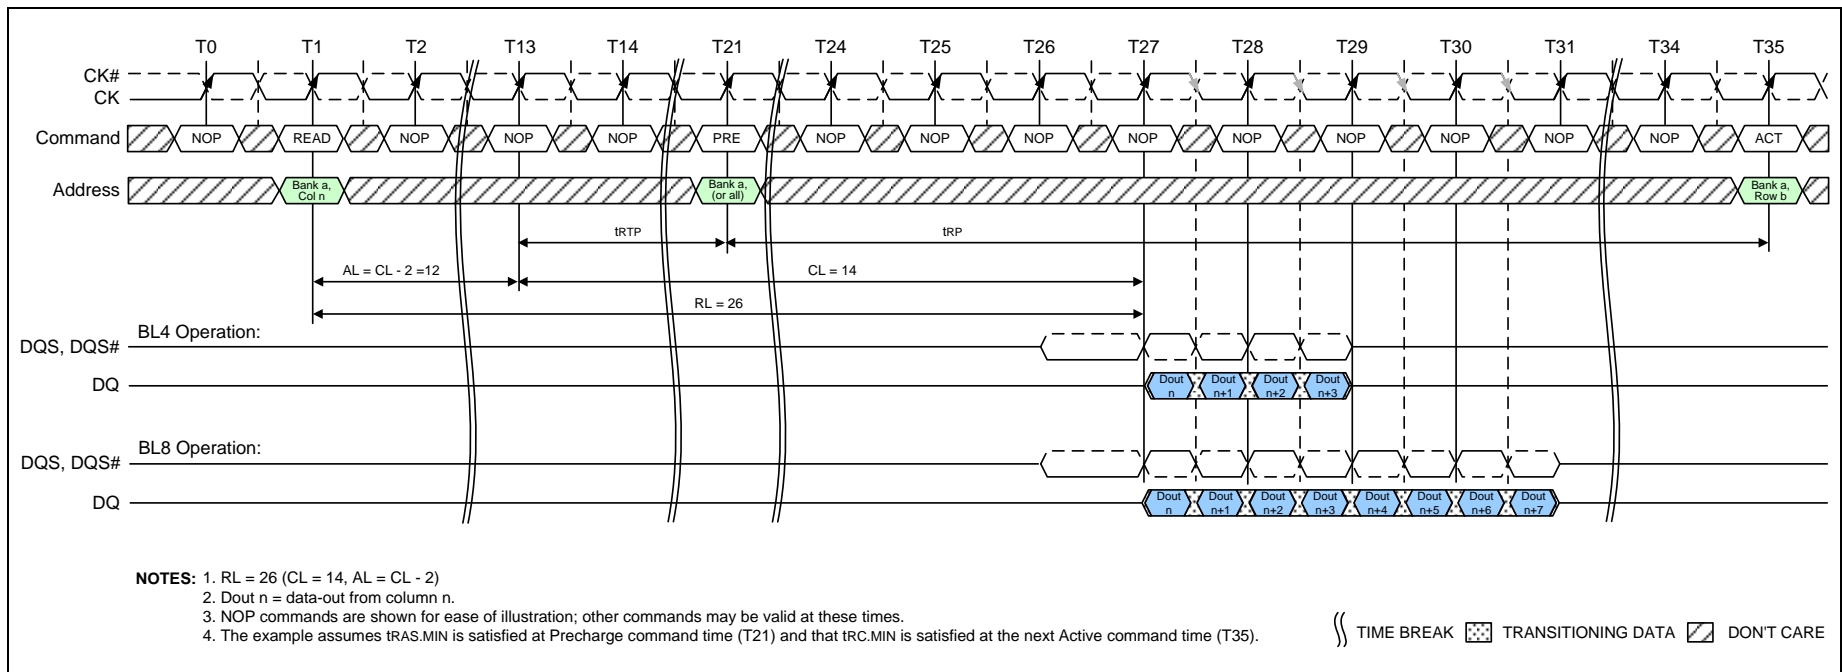 T0 T1 T2 T13 T14 T21 T24 T25 T26 T27 T28 T29 T30 T31 T34 T35
CK#
CK
Command NOP READ NOP NOP NOP PRE NOP NOP NOP NOP NOP NOP NOP NOP NOP ACT
Address
Bank a,
Col n
Bank a,
(or all)
Bank a,
Row b
tRTP tRP
AL = CL - 2 =12 CL = 14
RL = 26
BL4 Operation:
DQS, DQS#
DQ
Dout
n
Dout
n+1
Dout
n+2
Dout
n+3
BL8 Operation:
DQS, DQS#
DQ
Dout
n
Dout
n+1
Dout
n+2
Dout
n+3
Dout
n+4
Dout
n+5
Dout
n+6
Dout
n+7
NOTES: 1. RL = 26 (CL = 14, AL = CL - 2)
2. Dout n = data-out from column n.
3. NOP commands are shown for ease of illustration; other commands may be valid at these times.
4. The example assumes tRAS.MIN is satisfied at Precharge command time (T21) and that tRC.MIN is satisfied at the next Active command time (T35).
TIME BREAK TRANSITIONING DATA DON'T CARE